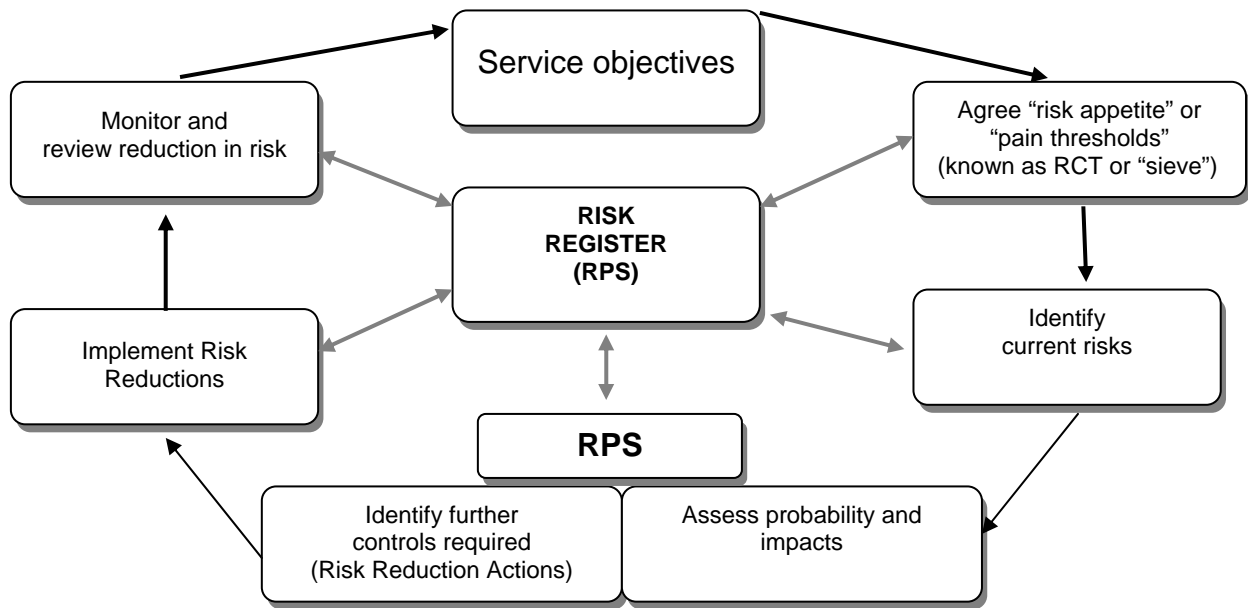 Service objectives
Monitor and
review reduction in risk
Agree “risk appetite” or
“pain thresholds”
(known as RCT or “sieve”)
RISK
REGISTER
(RPS)
Implement Risk
Reductions
Identify
current risks
RPS
Identify further
controls required
(Risk Reduction Actions)
Assess probability and
impacts